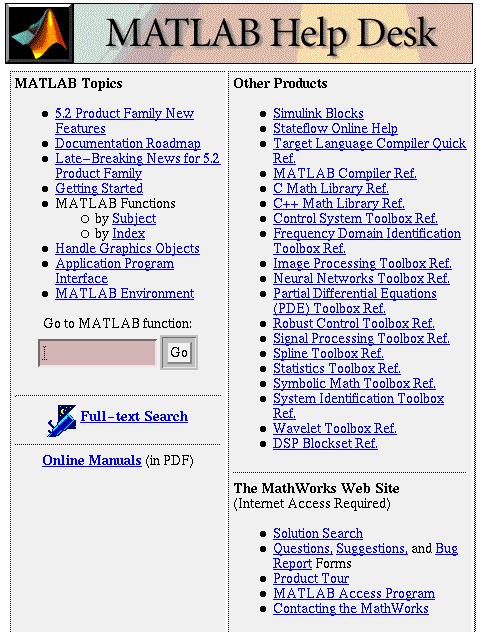 MATLAB Help Desk
MATLAB Topics
5.2 Product Family New
Features
Documentation Roadmap
Late-Breaking News for 5.2
Product Family
Getting Started
MATLAB Functions
by Subject
by Index
Handle Graphics Objects
Application Program
Interface
MATLAB Environment
Go to MATLAB function:
Go
Full-text Search
Online Manuals (in PDF)
Other Products
Simulink Blocks
Stateflow Online Help
Target Language Compiler Quick
Ref.
MATLAB Compiler Ref.
C Math Library Ref.
C++ Math Library Ref.
Control System Toolbox Ref.
Frequency Domain Identification
Toolbox Ref.
Image Processing Toolbox Ref.
Neural Networks Toolbox Ref.
Partial Differential Equations
(PDE) Toolbox Ref.
Robust Control Toolbox Ref.
Signal Processing Toolbox Ref.
Spline Toolbox Ref.
Statistics Toolbox Ref.
Symbolic Math Toolbox Ref.
System Identification Toolbox
Ref.
Wavelet Toolbox Ref.
DSP Blockset Ref.
The MathWorks Web Site
(Internet Access Required)
Solution Search
Questions, Suggestions, and Bug
Report Forms
Product Tour
MATLAB Access Program
Contacting the MathWorks